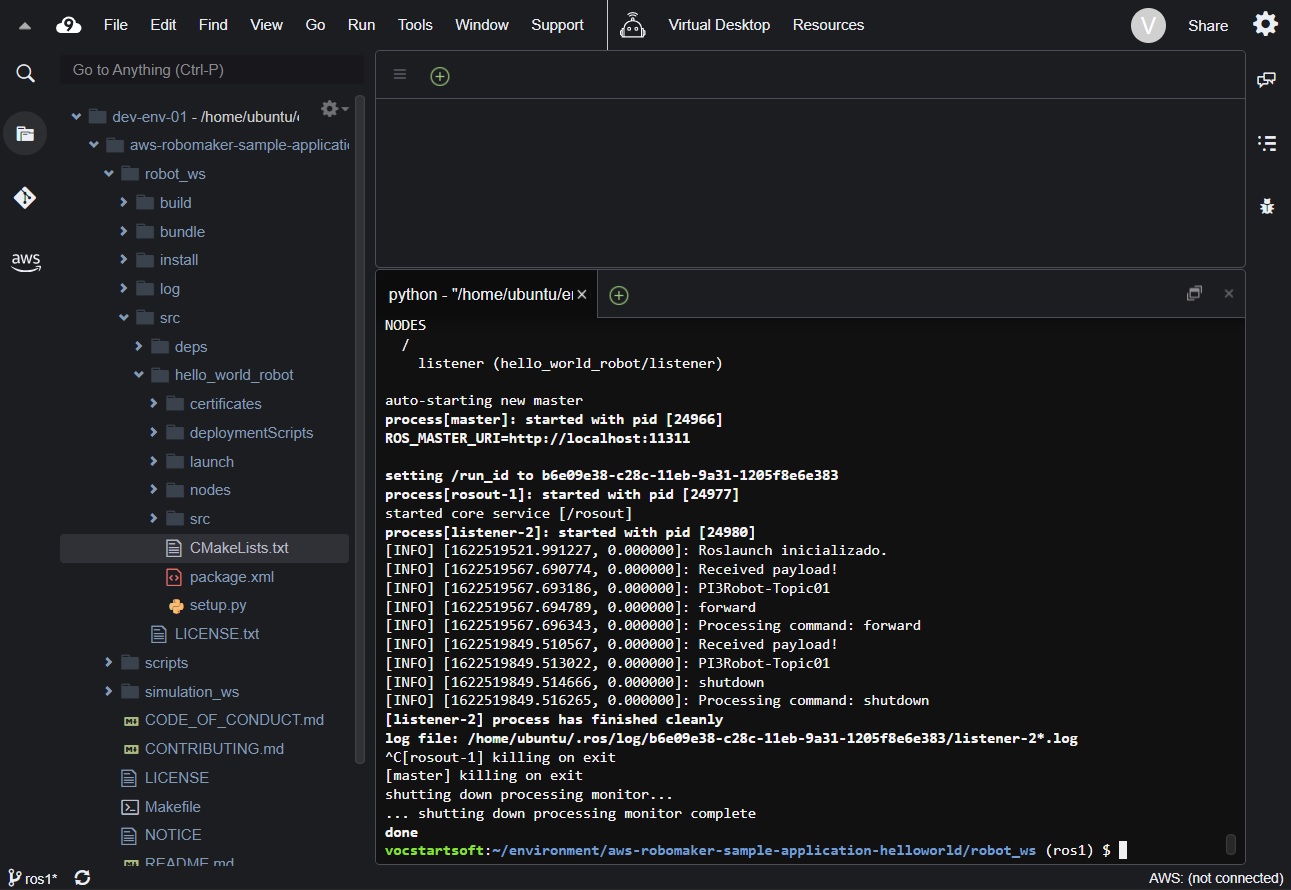 File Edit Find View Go Run Tools Window Support Virtual Desktop Resources V Share
Go to Anything (Ctrl-P)
dev-env-01 - /home/ubuntu/e
aws-robomaker-sample-applicati
robot_ws
build
bundle
install
log
src
deps
hello_world_robot
certificates
deploymentScripts
launch
nodes
src
CMakeLists.txt
package.xml
setup.py
LICENSE.txt
scripts
simulation_ws
CODE_OF_CONDUCT.md
CONTRIBUTING.md
LICENSE
Makefile
NOTICE
README.md
aws
python - "/home/ubuntu/en
NODES
/
listener (hello_world_robot/listener)
auto-starting new master
process[master]: started with pid [24966]
ROS_MASTER_URI=http://localhost:11311
setting /run_id to b6e09e38-c28c-11eb-9a31-1205f8e6e383
process[rosout-1]: started with pid [24977]
started core service [/rosout]
process[listener-2]: started with pid [24980]
[INFO] [1622519521.991227, 0.000000]: Roslaunch inicializado.
[INFO] [1622519567.690774, 0.000000]: Received payload!
[INFO] [1622519567.693186, 0.000000]: PI3Robot-Topic01
[INFO] [1622519567.694789, 0.000000]: forward
[INFO] [1622519567.696343, 0.000000]: Processing command: forward
[INFO] [1622519849.510567, 0.000000]: Received payload!
[INFO] [1622519849.513022, 0.000000]: PI3Robot-Topic01
[INFO] [1622519849.514666, 0.000000]: shutdown
[INFO] [1622519849.516265, 0.000000]: Processing command: shutdown
[listener-2] process has finished cleanly
log file: /home/ubuntu/.ros/log/b6e09e38-c28c-11eb-9a31-1205f8e6e383/listener-2*.log
^C[rosout-1] killing on exit
[master] killing on exit
shutting down processing monitor...
... shutting down processing monitor complete
done
vocstartsoft:~/environment/aws-robomaker-sample-application-helloworld/robot_ws (ros1) $
ros1* AWS: (not connected)